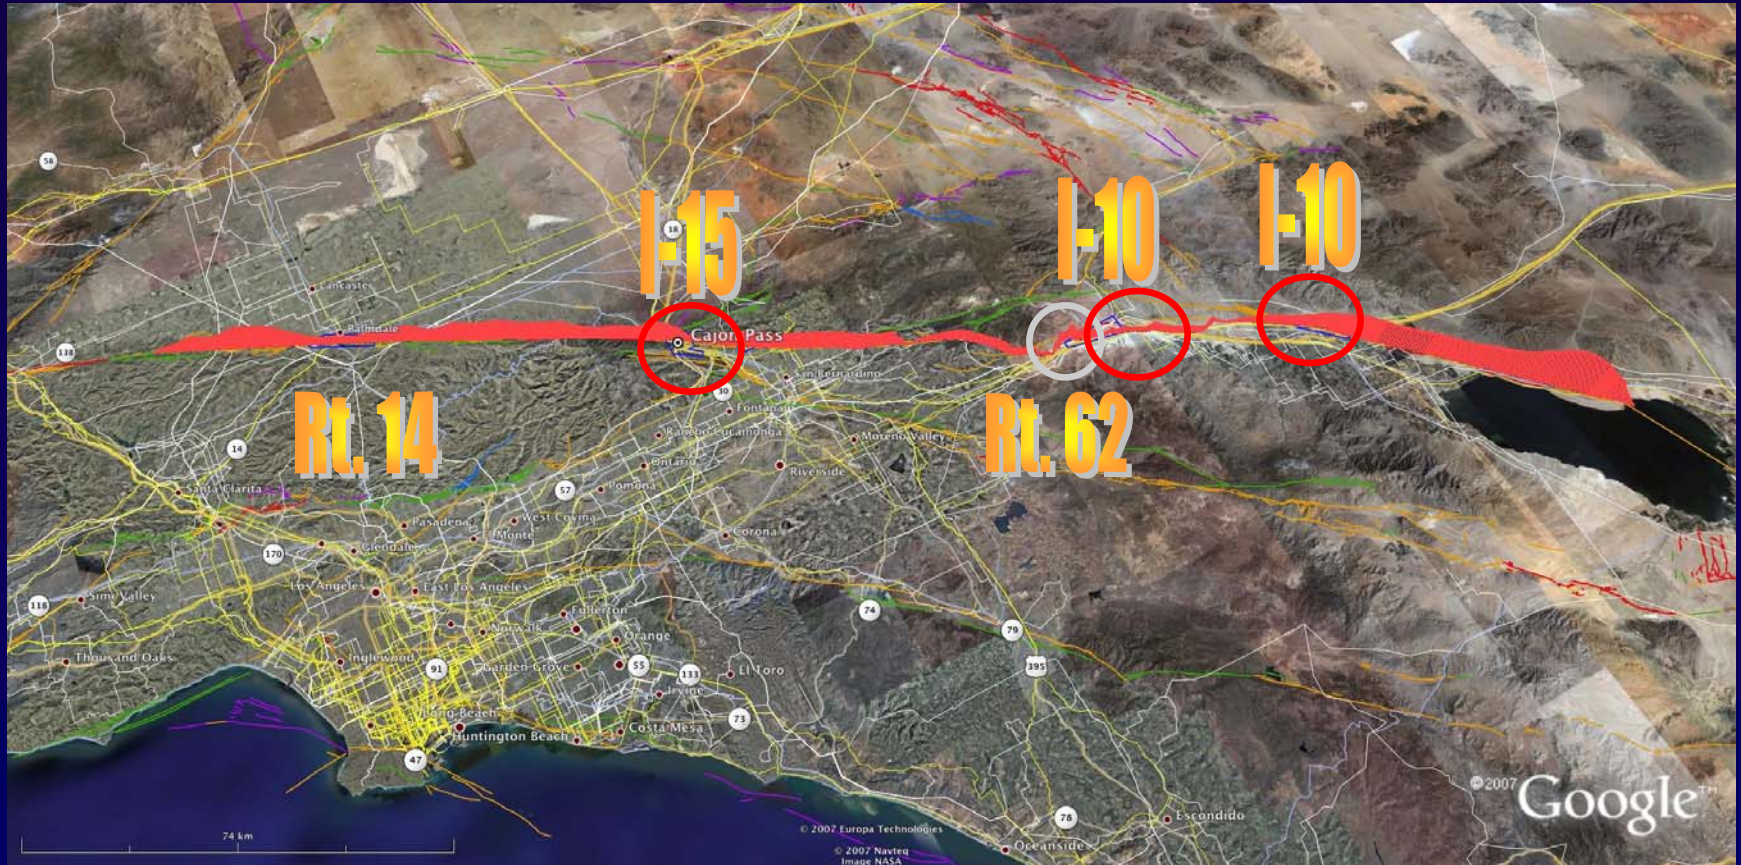 58
I-15
18
I-10
I-10
Lancaster
Palmdale
Cajon Pass
138
San Bernardino
30
Fontana
Rt. 14
Rt. 62
Rancho Cucamonga
Moreno Valley
14
Ontario
Riverside
Santa Clarita
57
Pomona
Pasadena
West Covina
El Monte
Corona
170
Glendale
Los Angeles
East Los Angeles
118
Simi Valley
Fullerton
74
Norwalk
Orange
79
Thousand Oaks
Inglewood
91
Garden Grove
55
133
El Toro
395
Irvine
Long Beach
73
Huntington Beach
Costa Mesa
47
©2007 Google™
78
Escondido
74 km
© 2007 Europa Technologies
© 2007 Navteq
Image NASA
Oceanside